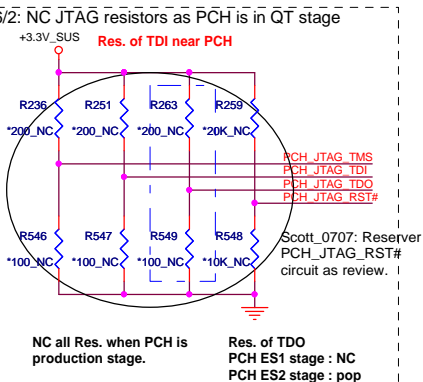 6/2: NC JTAG resistors as PCH is in QT stage
+3.3V_SUS
Res. of TDI near PCH
R236 R251 R263 R259
*200_NC *200_NC *200_NC *20K_NC
PCH_JTAG_TMS
PCH_JTAG_TDI
PCH_JTAG_TDO
PCH_JTAG_RST#
R546 R547 R549 R548
*100_NC *100_NC *100_NC *10K_NC
Scott_0707: Reserver
PCH_JTAG_RST#
circuit as review.
NC all Res. when PCH is
production stage.
Res. of TDO
PCH ES1 stage : NC
PCH ES2 stage : pop